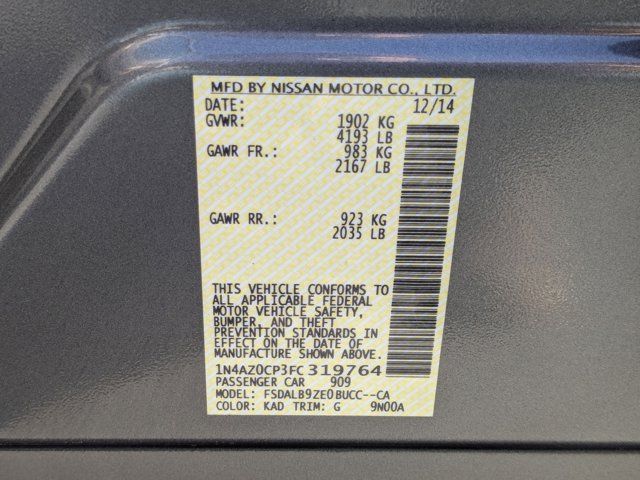 MFD BY NISSAN MOTOR CO., LTD.
DATE: 12/14
GVWR: 1902 KG
4193 LB
GAWR FR.: 983 KG
2167 LB
GAWR RR.: 923 KG
2035 LB
THIS VEHICLE CONFORMS TO
ALL APPLICABLE FEDERAL
MOTOR VEHICLE SAFETY,
BUMPER, AND THEFT
PREVENTION STANDARDS IN
EFFECT ON THE DATE OF
MANUFACTURE SHOWN ABOVE.
1N4AZ0CP3FC319764
PASSENGER CAR 909
MODEL: FSDALB9ZE0BUCC--CA
COLOR: KAD TRIM: G 9N00A